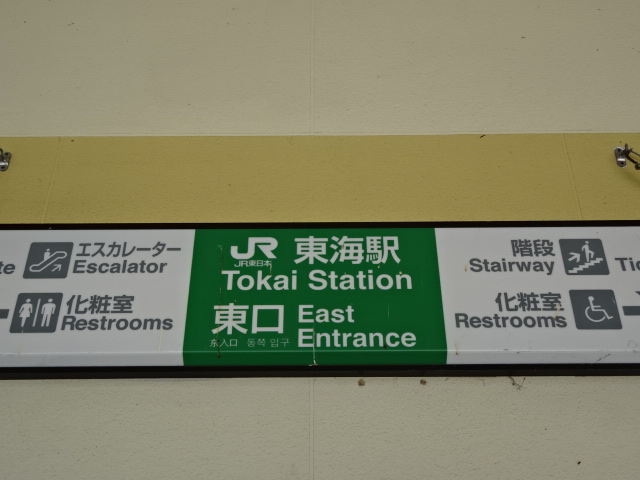 te エスカレーター
Escalator
化粧室
Restrooms
JR 東海駅
JR東日本
Tokai Station
東口 East Entrance
东入口 동쪽 입구
階段
Stairway
Tic
化粧室
Restrooms